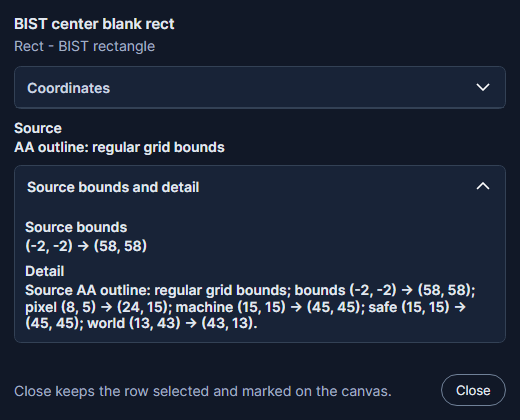 BIST center blank rect
Rect - BIST rectangle
Coordinates
Source
AA outline: regular grid bounds
Source bounds and detail
Source bounds
(-2, -2) → (58, 58)
Detail
Source AA outline: regular grid bounds; bounds (-2, -2) → (58, 58);
pixel (8, 5) → (24, 15); machine (15, 15) → (45, 45); safe (15, 15) →
(45, 45); world (13, 43) → (43, 13).
Close keeps the row selected and marked on the canvas.
Close